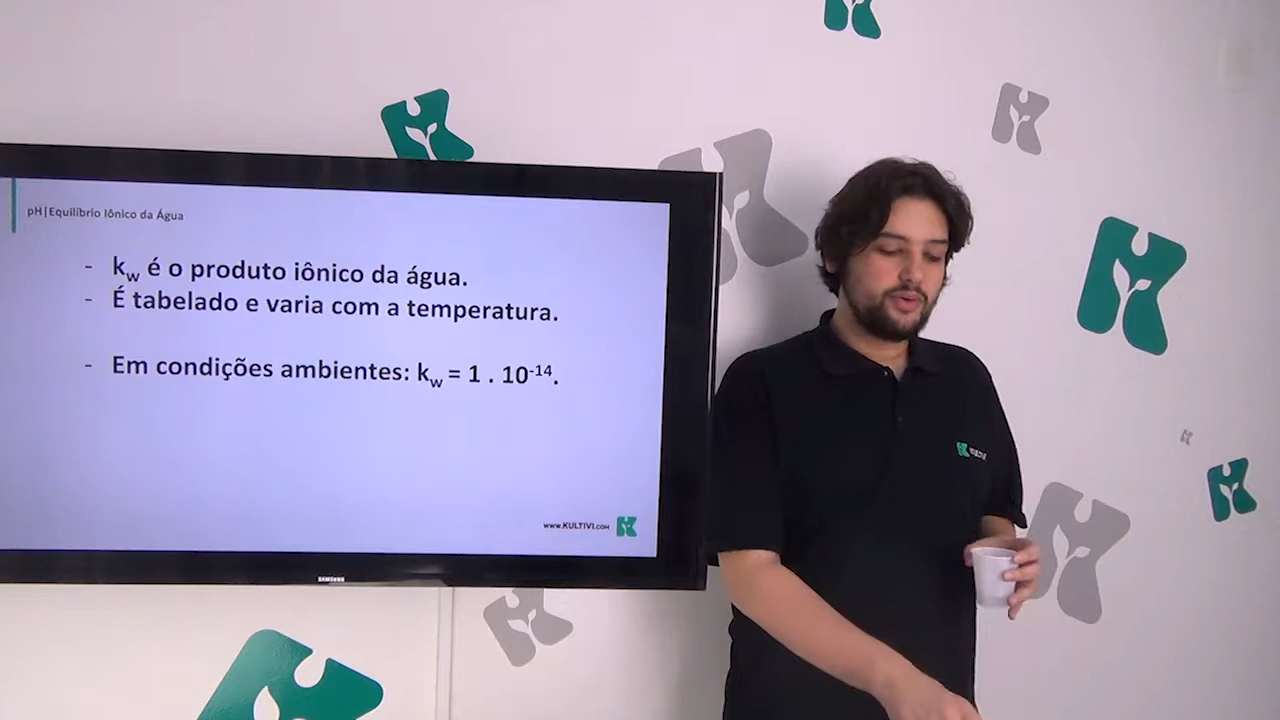 pH|Equilíbrio Iônico da Água
- kw é o produto iônico da água.
- É tabelado e varia com a temperatura.
- Em condições ambientes: kw = 1 . 10-14.
www.KULTIVI.COM
SAMSUNG
KULTIVI